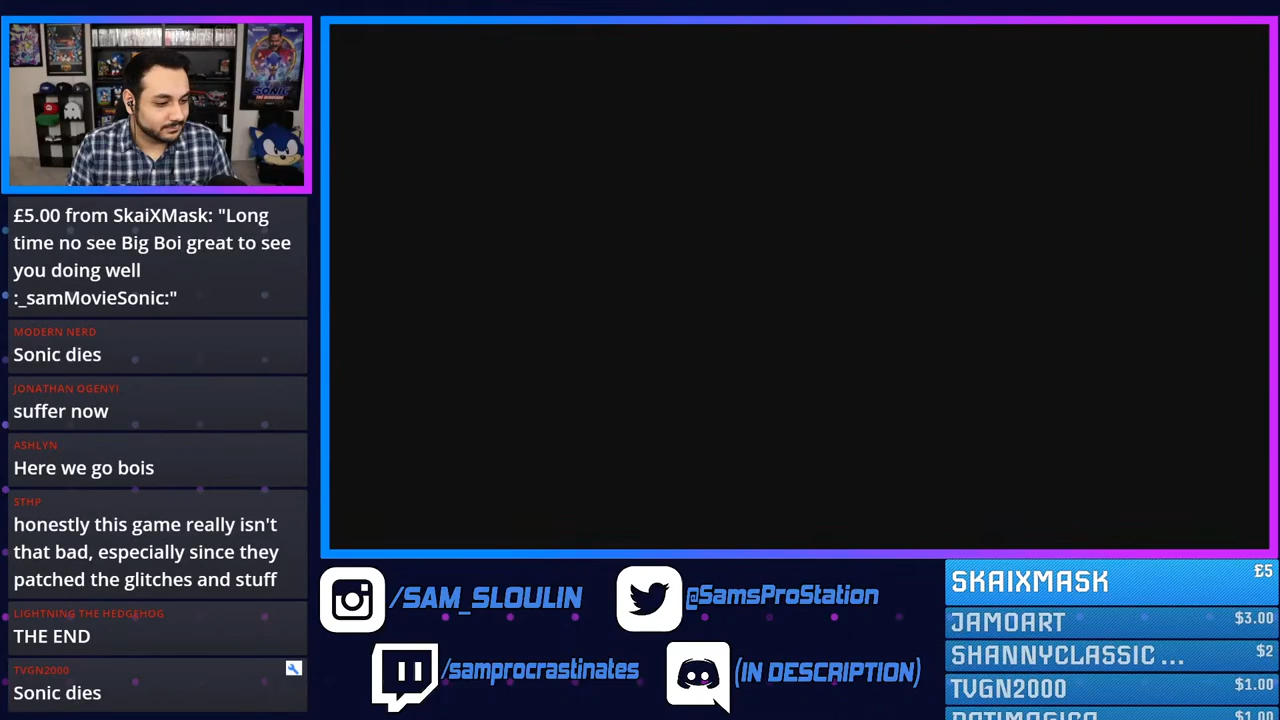 SONIC
£5.00 from SkaiXMask: "Long
time no see Big Boi great to see
you doing well
:_samMovieSonic:"
MODERN NERD
Sonic dies
JONATHAN OGENYI
suffer now
ASHLYN
Here we go bois
STHP
honestly this game really isn't
that bad, especially since they
patched the glitches and stuff
LIGHTNING THE HEDGEHOG
THE END
TVGN2000
Sonic dies
/SAM_SLOULIN
@SamsProStation
/samprocrastinates
(IN DESCRIPTION)
SKAIXMASK £5
JAMOART $3.00
SHANNYCLASSIC ... $2
TVGN2000 $1.00